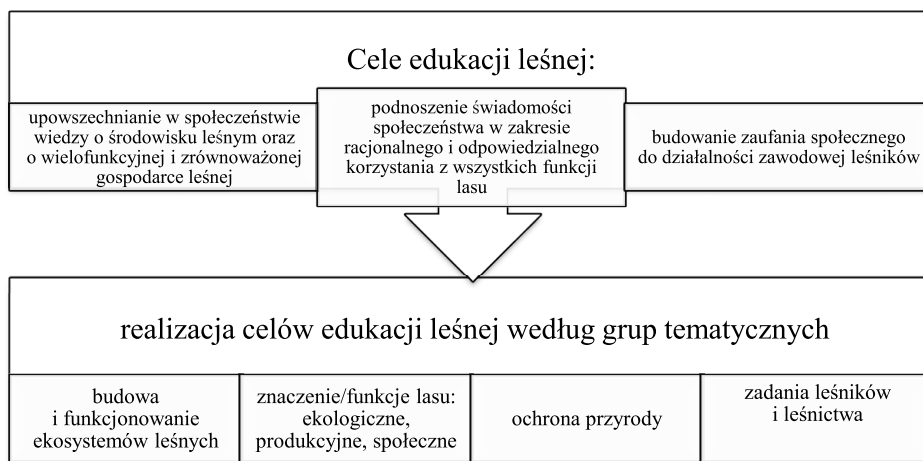 Cele edukacji leśnej:
upowszechnianie w społeczeństwie
wiedzy o środowisku leśnym oraz
o wielofunkcyjnej i zrównoważonej
gospodarce leśnej
podnoszenie świadomości
społeczeństwa w zakresie
racjonalnego i odpowiedzialnego
korzystania z wszystkich funkcji
lasu
budowanie zaufania społecznego
do działalności zawodowej leśników
realizacja celów edukacji leśnej według grup tematycznych
budowa
i funkcjonowanie
ekosystemów leśnych
znaczenie/funkcje lasu:
ekologiczne,
produkcyjne, społeczne
ochrona przyrody
zadania leśników
i leśnictwa